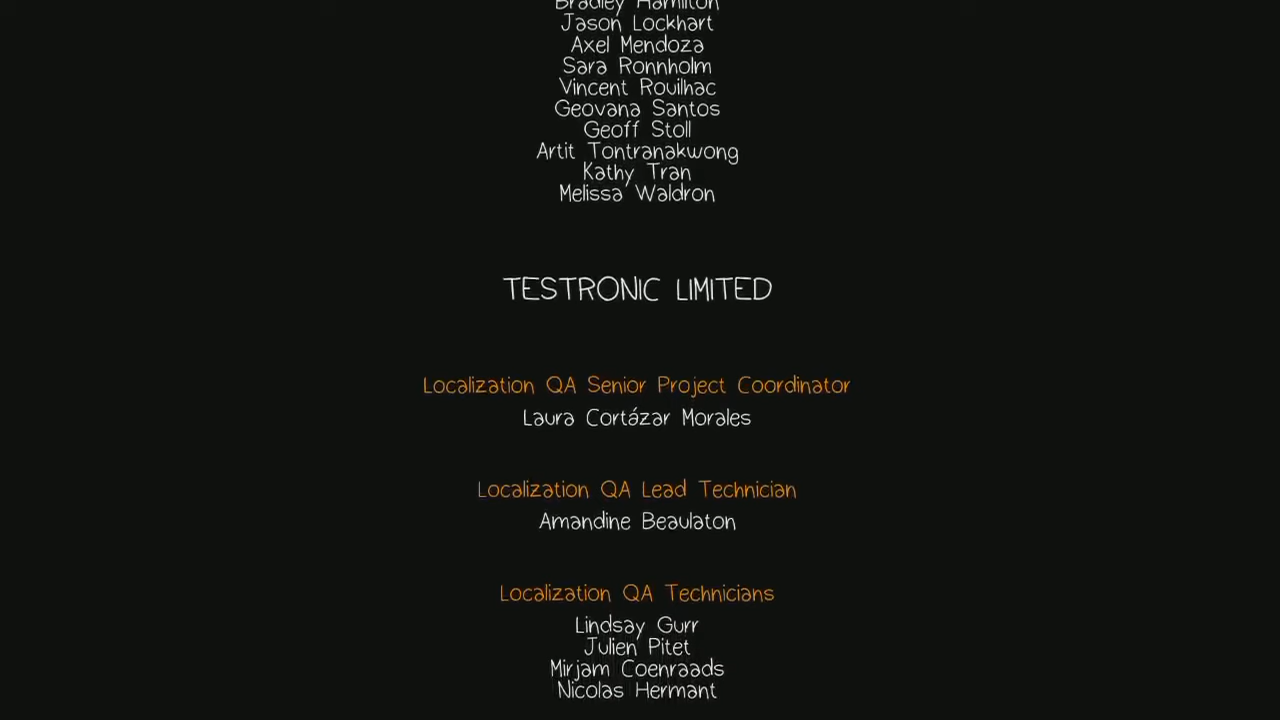 Bradley Hamilton
Jason Lockhart
Axel Mendoza
Sara Ronnholm
Vincent Rouilhac
Geovana Santos
Geoff Stoll
Artit Tontranakwong
Kathy Tran
Melissa Waldron
TESTRONIC LIMITED
Localization QA Senior Project Coordinator
Laura Cortázar Morales
Localization QA Lead Technician
Amandine Beaulaton
Localization QA Technicians
Lindsay Gurr
Julien Pitet
Mirjam Coenraads
Nicolas Hermant